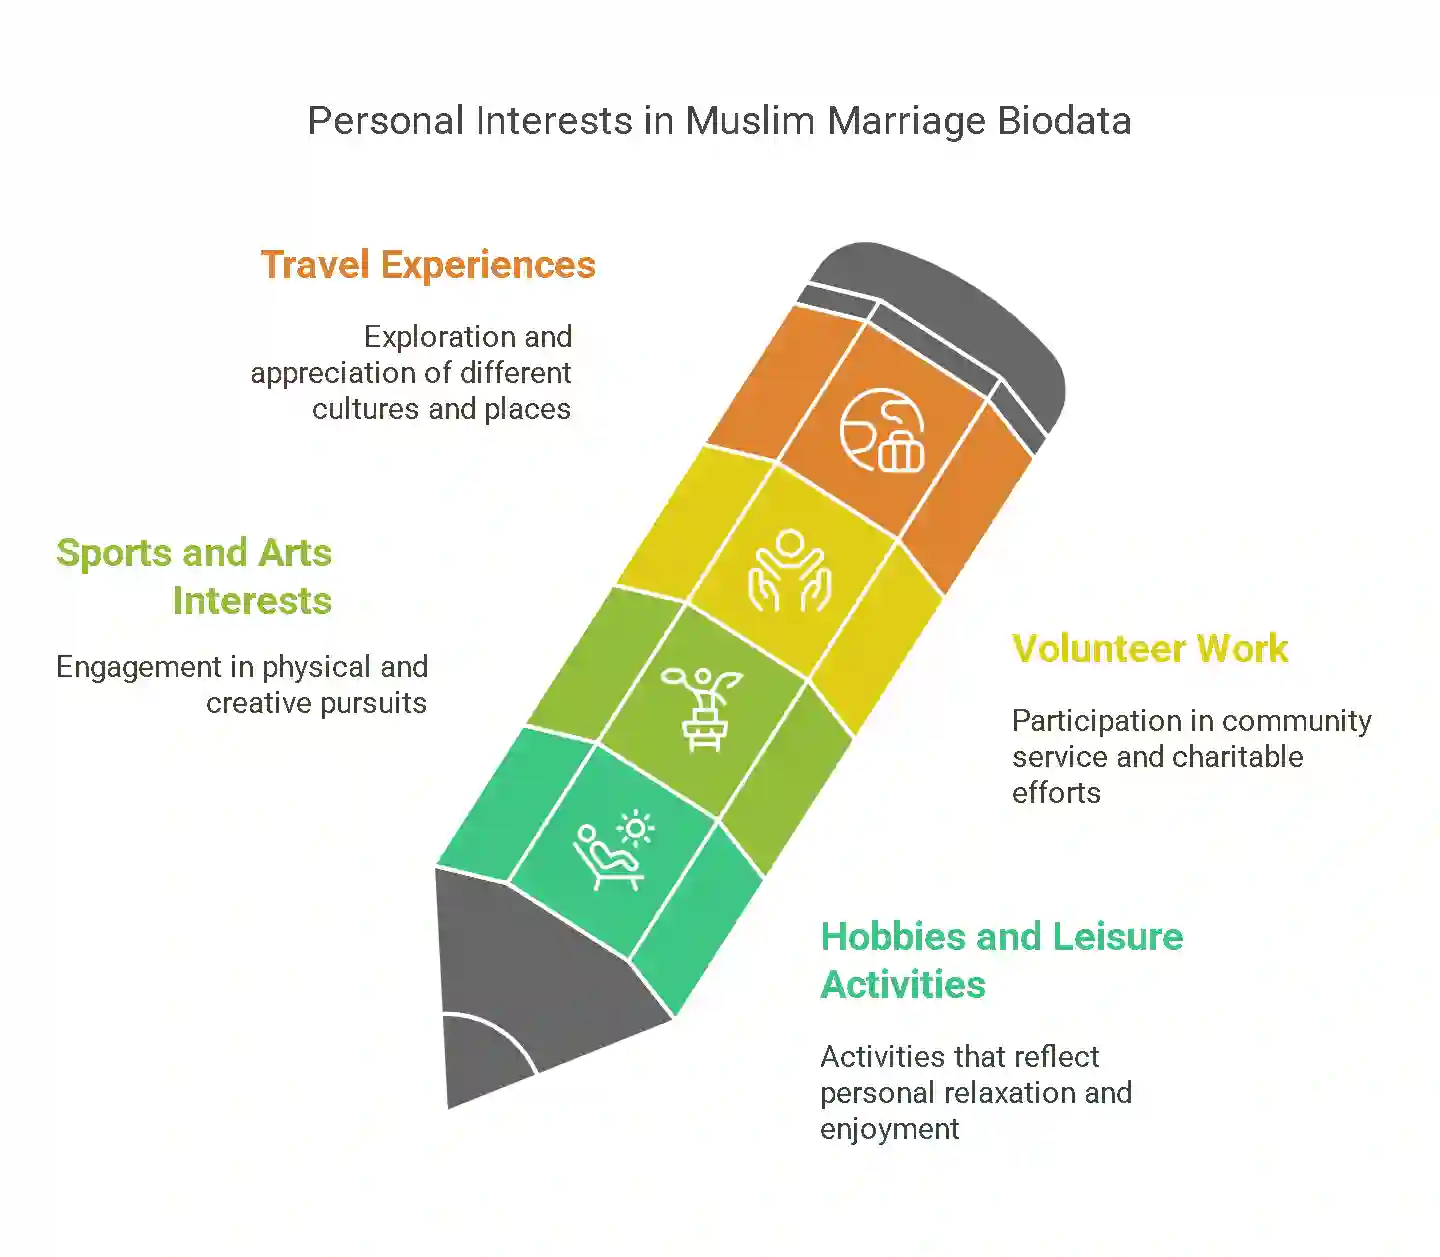 Personal Interests in Muslim Marriage Biodata
Travel Experiences
Exploration and
appreciation of different
cultures and places
Sports and Arts
Interests
Engagement in physical and
creative pursuits
Volunteer Work
Participation in community
service and charitable
efforts
Hobbies and Leisure
Activities
Activities that reflect
personal relaxation and
enjoyment